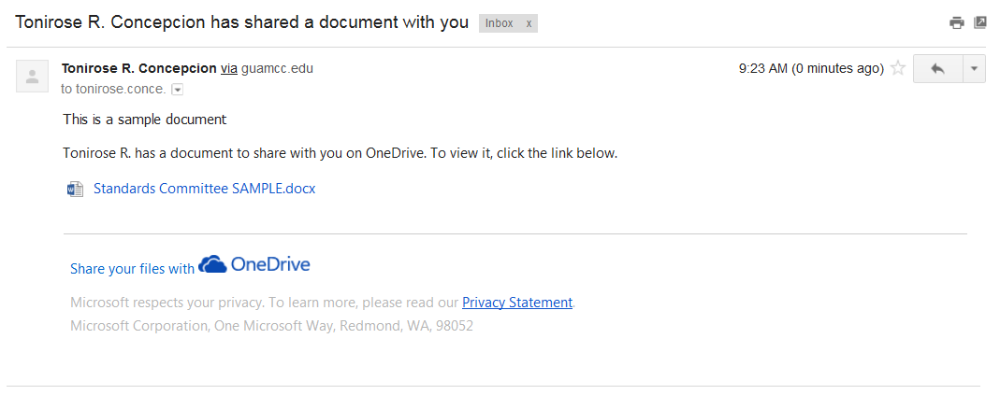 Tonirose R. Concepcion has shared a document with you Inbox x
Tonirose R. Concepcion via guamcc.edu 9:23 AM (0 minutes ago)
to tonirose.conce.
This is a sample document
Tonirose R. has a document to share with you on OneDrive. To view it, click the link below.
Standards Committee SAMPLE.docx
Share your files with OneDrive
Microsoft respects your privacy. To learn more, please read our Privacy Statement.
Microsoft Corporation, One Microsoft Way, Redmond, WA, 98052